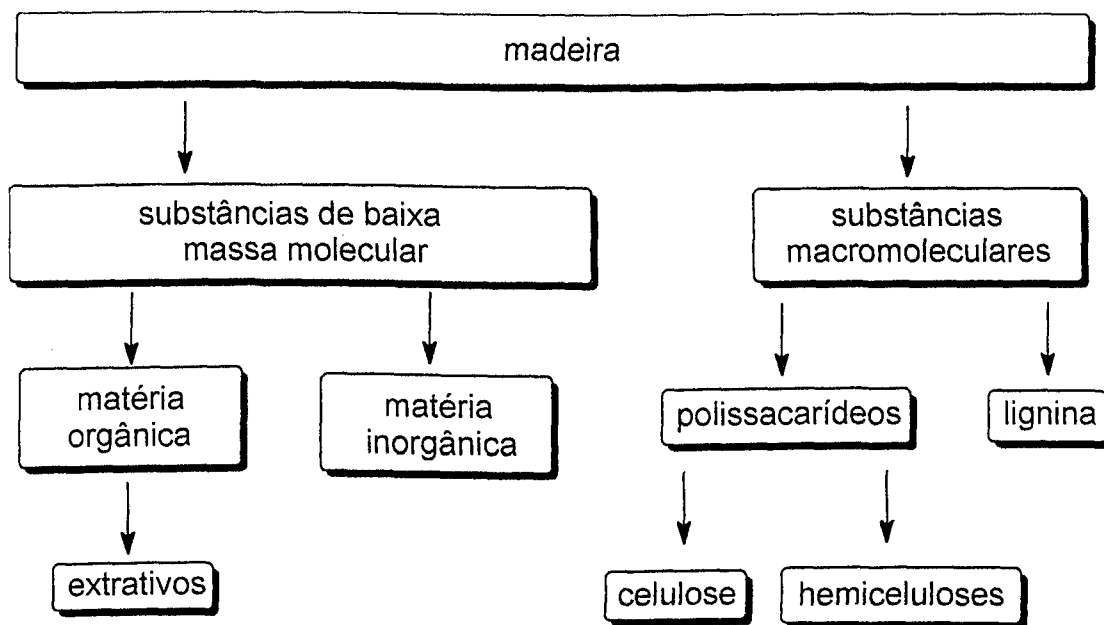 madeira
substâncias de baixa
massa molecular
substâncias
macromoleculares
matéria
orgânica
matéria
inorgânica
polissacarídeos
lignina
extrativos
celulose
hemiceluloses